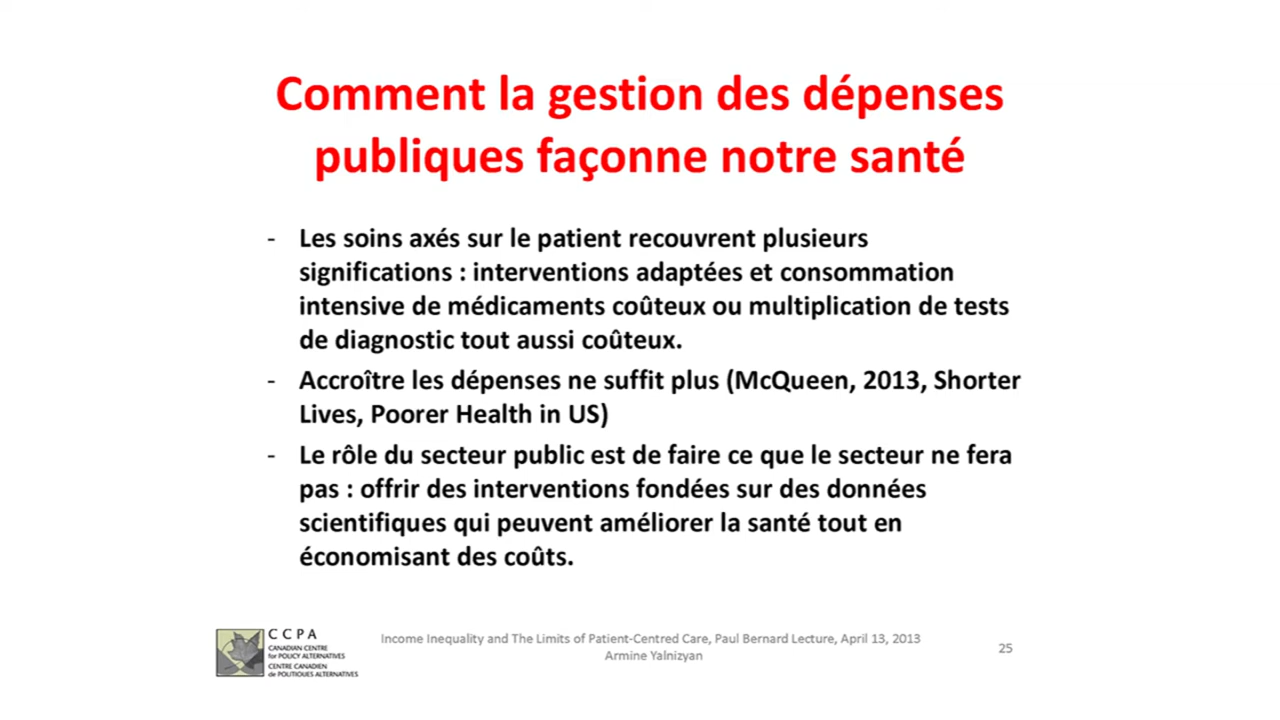 Comment la gestion des dépenses
publiques façonne notre santé
- Les soins axés sur le patient recouvrent plusieurs
significations : interventions adaptées et consommation
intensive de médicaments coûteux ou multiplication de tests
de diagnostic tout aussi coûteux.
- Accroître les dépenses ne suffit plus (McQueen, 2013, Shorter
Lives, Poorer Health in US)
- Le rôle du secteur public est de faire ce que le secteur ne fera
pas : offrir des interventions fondées sur des données
scientifiques qui peuvent améliorer la santé tout en
économisant des coûts.
CCPA
CANADIAN CENTRE
for POLICY ALTERNATIVES
CENTRE CANADIEN
de POLITIQUES ALTERNATIVES
Income Inequality and The Limits of Patient-Centred Care, Paul Bernard Lecture, April 13, 2013
Armine Yalnizyan
25